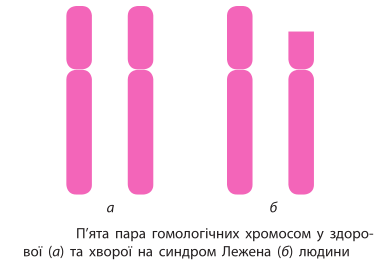 а б
П’ята пара гомологічних хромосом у здоро-
вої (а) та хворої на синдром Лежена (б) людини